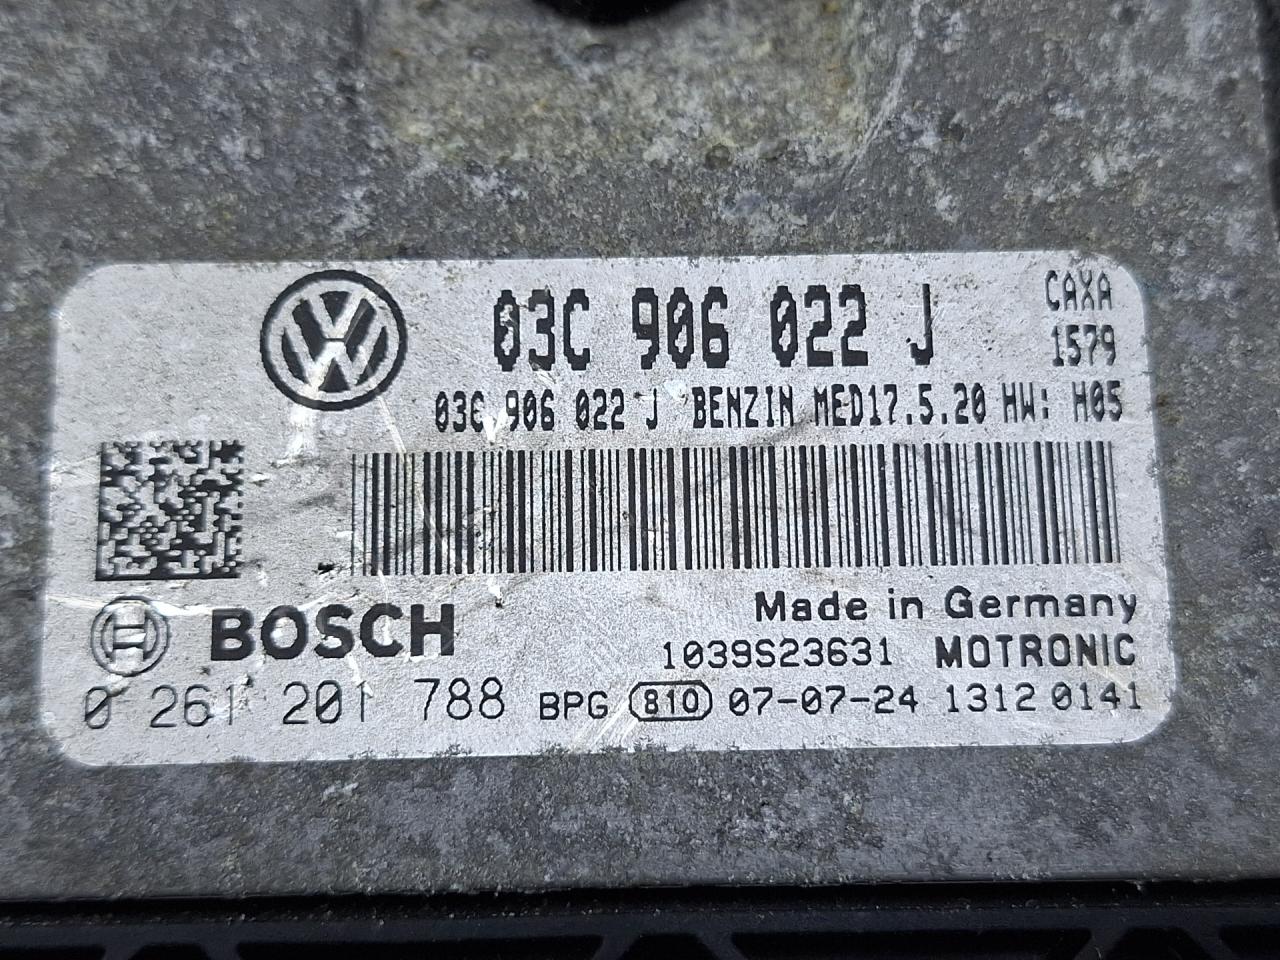 03C 906 022 J CAXA
1579
03C 906 022 J BENZIN MED17.5.20 HW: H05
BOSCH Made in Germany
1039S23631 MOTRONIC
0 261 201 788 BPG 810 07-07-24 1312 0141